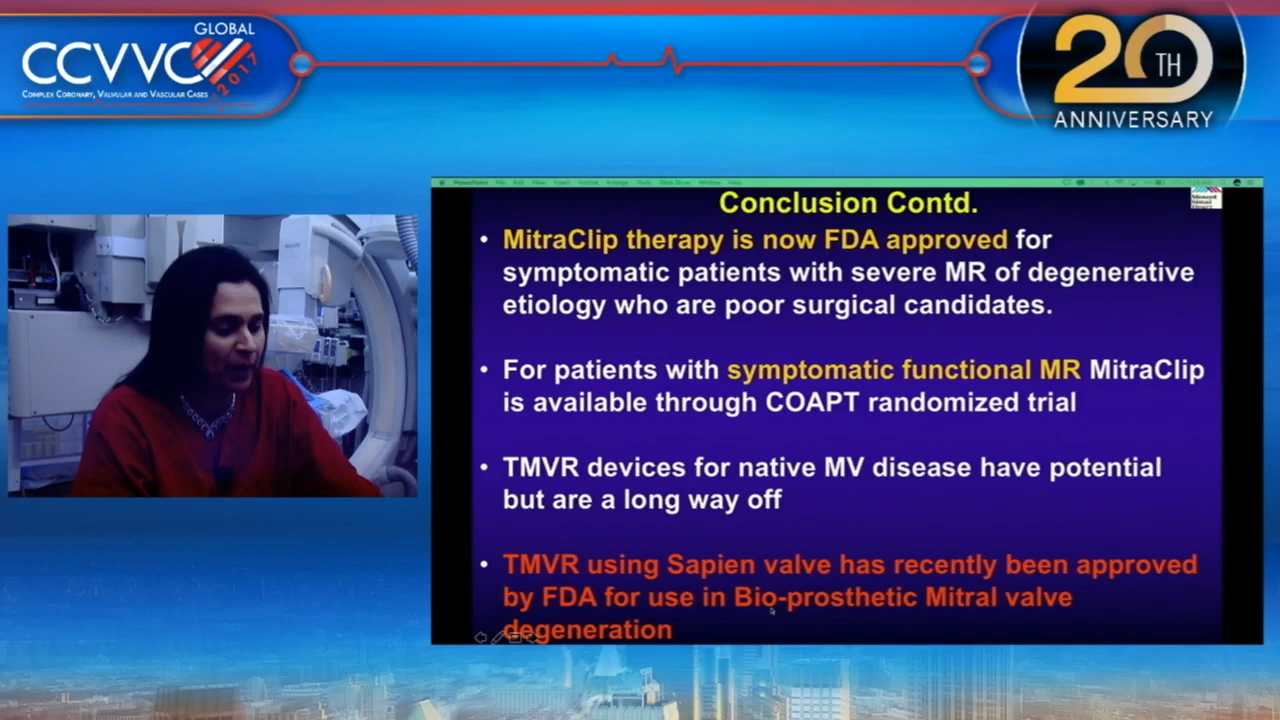 GLOBAL
CCVVC
2017
COMPLEX CORONARY, VALVULAR AND VASCULAR CASES
20TH
ANNIVERSARY
Conclusion Contd.
• MitraClip therapy is now FDA approved for
symptomatic patients with severe MR of degenerative
etiology who are poor surgical candidates.
• For patients with symptomatic functional MR MitraClip
is available through COAPT randomized trial
• TMVR devices for native MV disease have potential
but are a long way off
• TMVR using Sapien valve has recently been approved
by FDA for use in Bio-prosthetic Mitral valve
degeneration